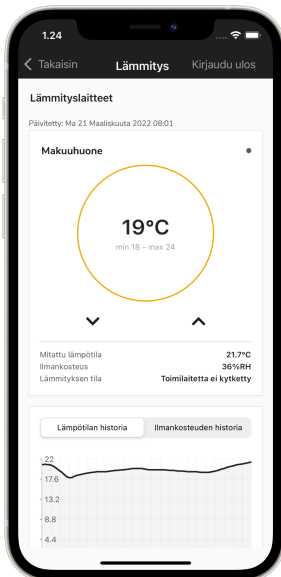 1.24
Takaisin Lämmitys Kirjaudu ulos
Lämmityslaitteet
Päivitetty: Ma 21 Maaliskuuta 2022 08:01
Makuuhuone
19°C
min 18 - max 24
Mitattu lämpötila 21.7°C
Ilmankosteus 36%RH
Lämmityksen tila Toimilaitetta ei kytketty
Lämpötilan historia Ilmankosteuden historia
22
17.6
13.2
8.8
4.4